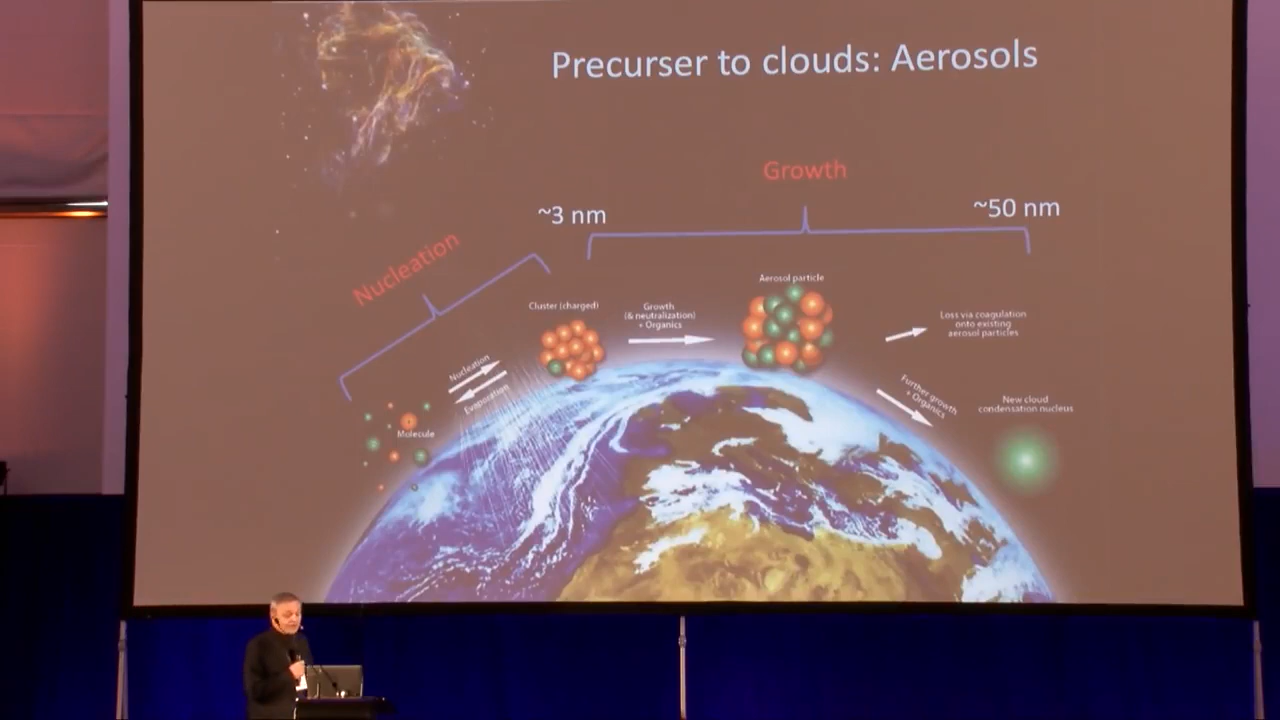 Precurser to clouds: Aerosols
Growth
~3 nm
~50 nm
Nucleation
Aerosol particle
Cluster (charged)
Growth
(& neutralization)
+ Organics
Loss via coagulation
onto existing
aerosol particles
Nucleation
Evaporation
Further growth
+ Organics
New cloud
condensation nucleus
Molecule